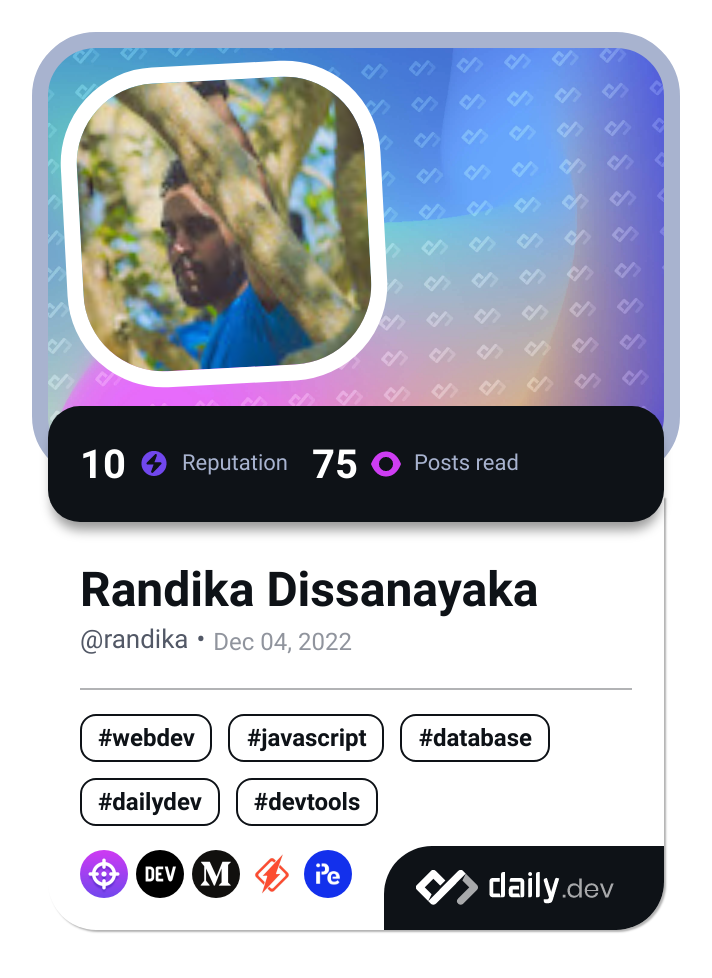 10 Reputation 75 Posts read
Randika Dissanayaka
@randika • Dec 04, 2022
#webdev #javascript #database
#dailydev #devtools
DEV M daily.dev